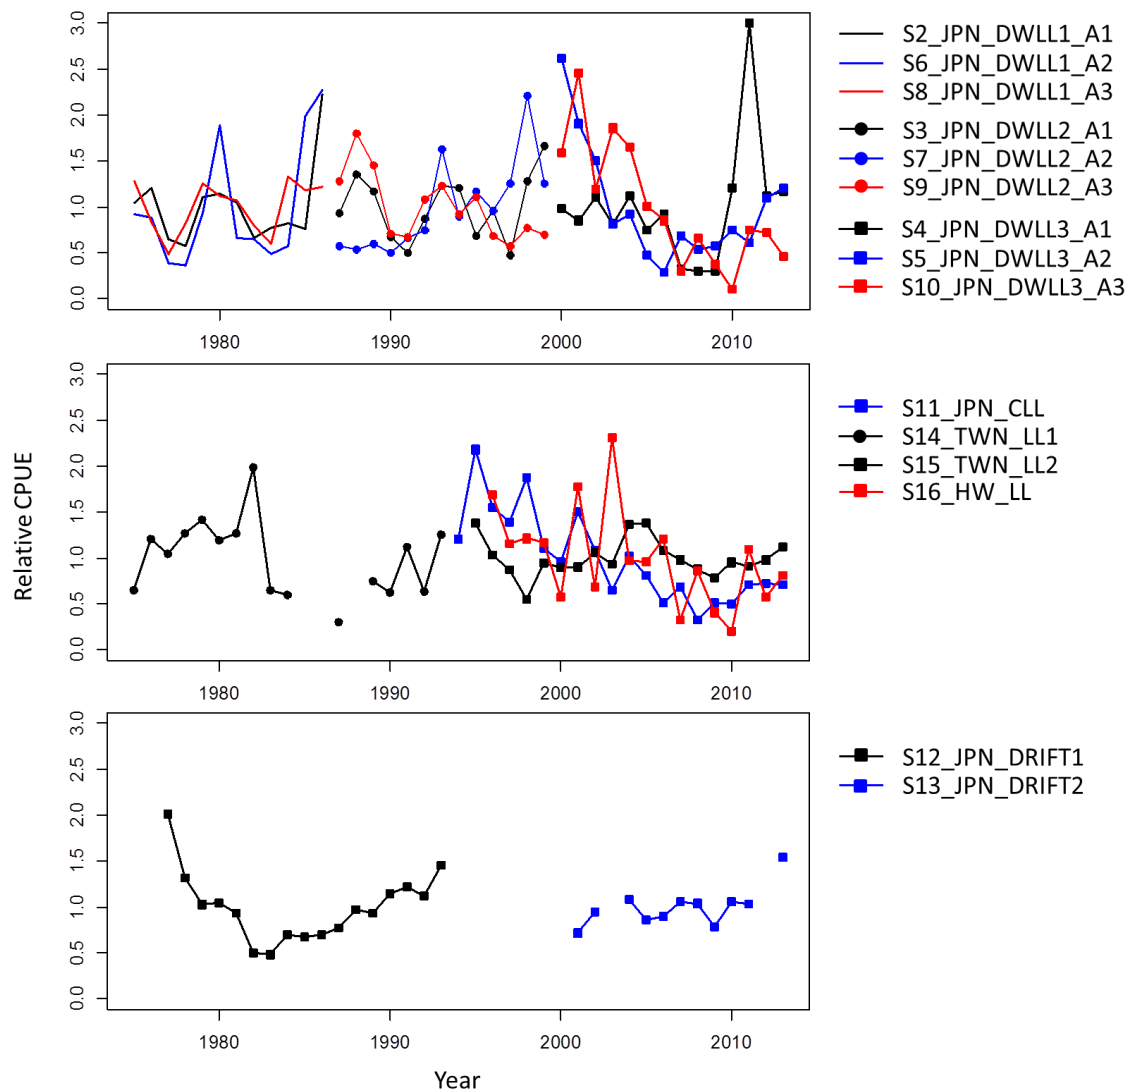 3.0
2.5
2.0
1.5
1.0
0.5
0.0
1980 1990 2000 2010
S2_JPN_DWLL1_A1
S6_JPN_DWLL1_A2
S8_JPN_DWLL1_A3
S3_JPN_DWLL2_A1
S7_JPN_DWLL2_A2
S9_JPN_DWLL2_A3
S4_JPN_DWLL3_A1
S5_JPN_DWLL3_A2
S10_JPN_DWLL3_A3
Relative CPUE
3.0
2.5
2.0
1.5
1.0
0.5
0.0
1980 1990 2000 2010
S11_JPN_CLL
S14_TWN_LL1
S15_TWN_LL2
S16_HW_LL
3.0
2.5
2.0
1.5
1.0
0.5
0.0
1980 1990 2000 2010
S12_JPN_DRIFT1
S13_JPN_DRIFT2
Year